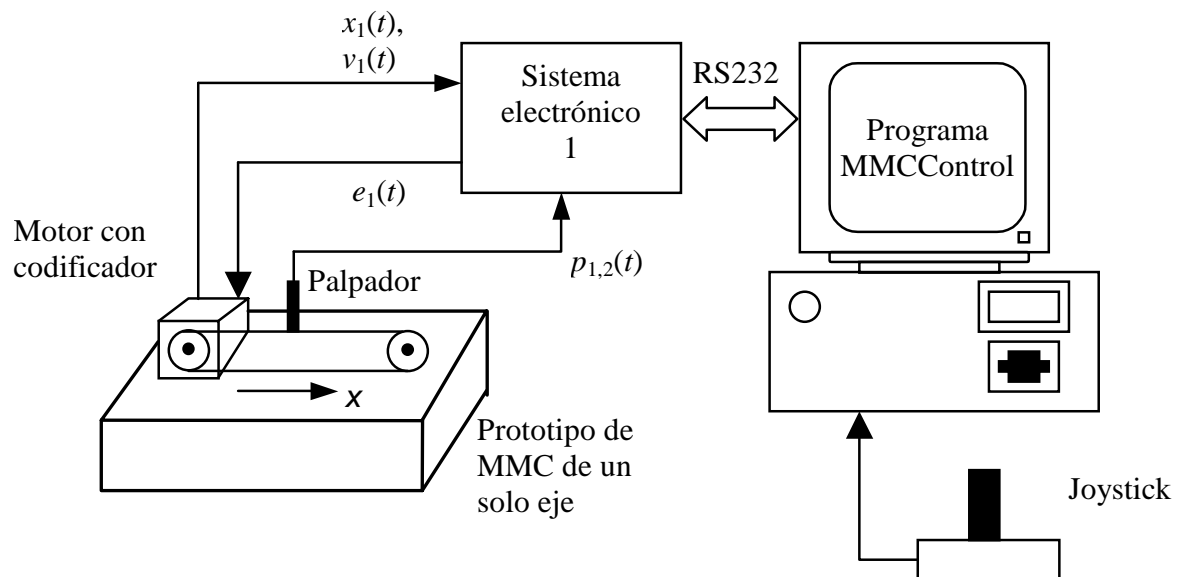 x₁(t),
v₁(t)
Sistema
electrónico
1
RS232
Programa
MMCControl
e₁(t)
p₁,₂(t)
Motor con
codificador
Palpador
x
Prototipo de
MMC de un
solo eje
Joystick